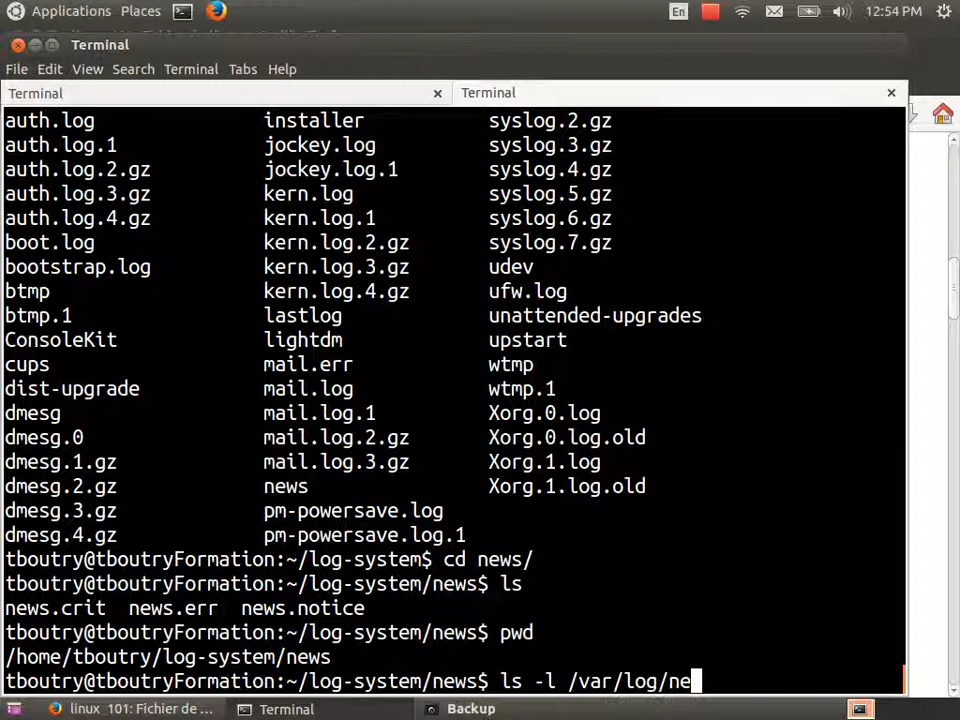 Applications Places En 12:54 PM
Terminal
File Edit View Search Terminal Tabs Help
Terminal × Terminal ×
auth.log installer syslog.2.gz
auth.log.1 jockey.log syslog.3.gz
auth.log.2.gz jockey.log.1 syslog.4.gz
auth.log.3.gz kern.log syslog.5.gz
auth.log.4.gz kern.log.1 syslog.6.gz
boot.log kern.log.2.gz syslog.7.gz
bootstrap.log kern.log.3.gz udev
btmp kern.log.4.gz ufw.log
btmp.1 lastlog unattended-upgrades
ConsoleKit lightdm upstart
cups mail.err wtmp
dist-upgrade mail.log wtmp.1
dmesg mail.log.1 Xorg.0.log
dmesg.0 mail.log.2.gz Xorg.0.log.old
dmesg.1.gz mail.log.3.gz Xorg.1.log
dmesg.2.gz news Xorg.1.log.old
dmesg.3.gz pm-powersave.log
dmesg.4.gz pm-powersave.log.1
tboutry@tboutryFormation:~/log-system$ cd news/
tboutry@tboutryFormation:~/log-system/news$ ls
news.crit news.err news.notice
tboutry@tboutryFormation:~/log-system/news$ pwd
/home/tboutry/log-system/news
tboutry@tboutryFormation:~/log-system/news$ ls -l /var/log/ne
linux_101: Fichier de ... Terminal Backup